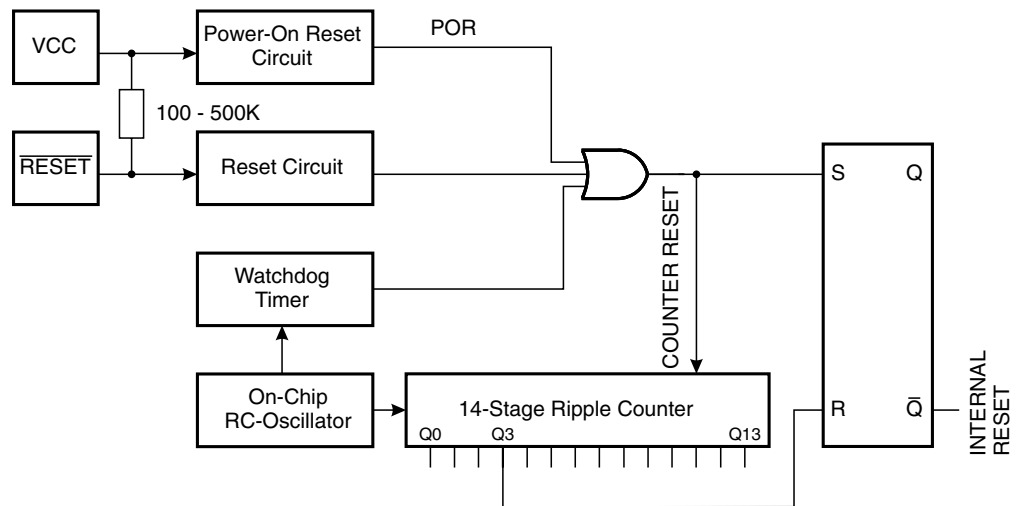 VCC
Power-On Reset
Circuit
POR
100 - 500K
RESET
Reset Circuit
S
Q
COUNTER RESET
Watchdog
Timer
On-Chip
RC-Oscillator
14-Stage Ripple Counter
Q0
Q3
Q13
R
Q̅
INTERNAL
RESET